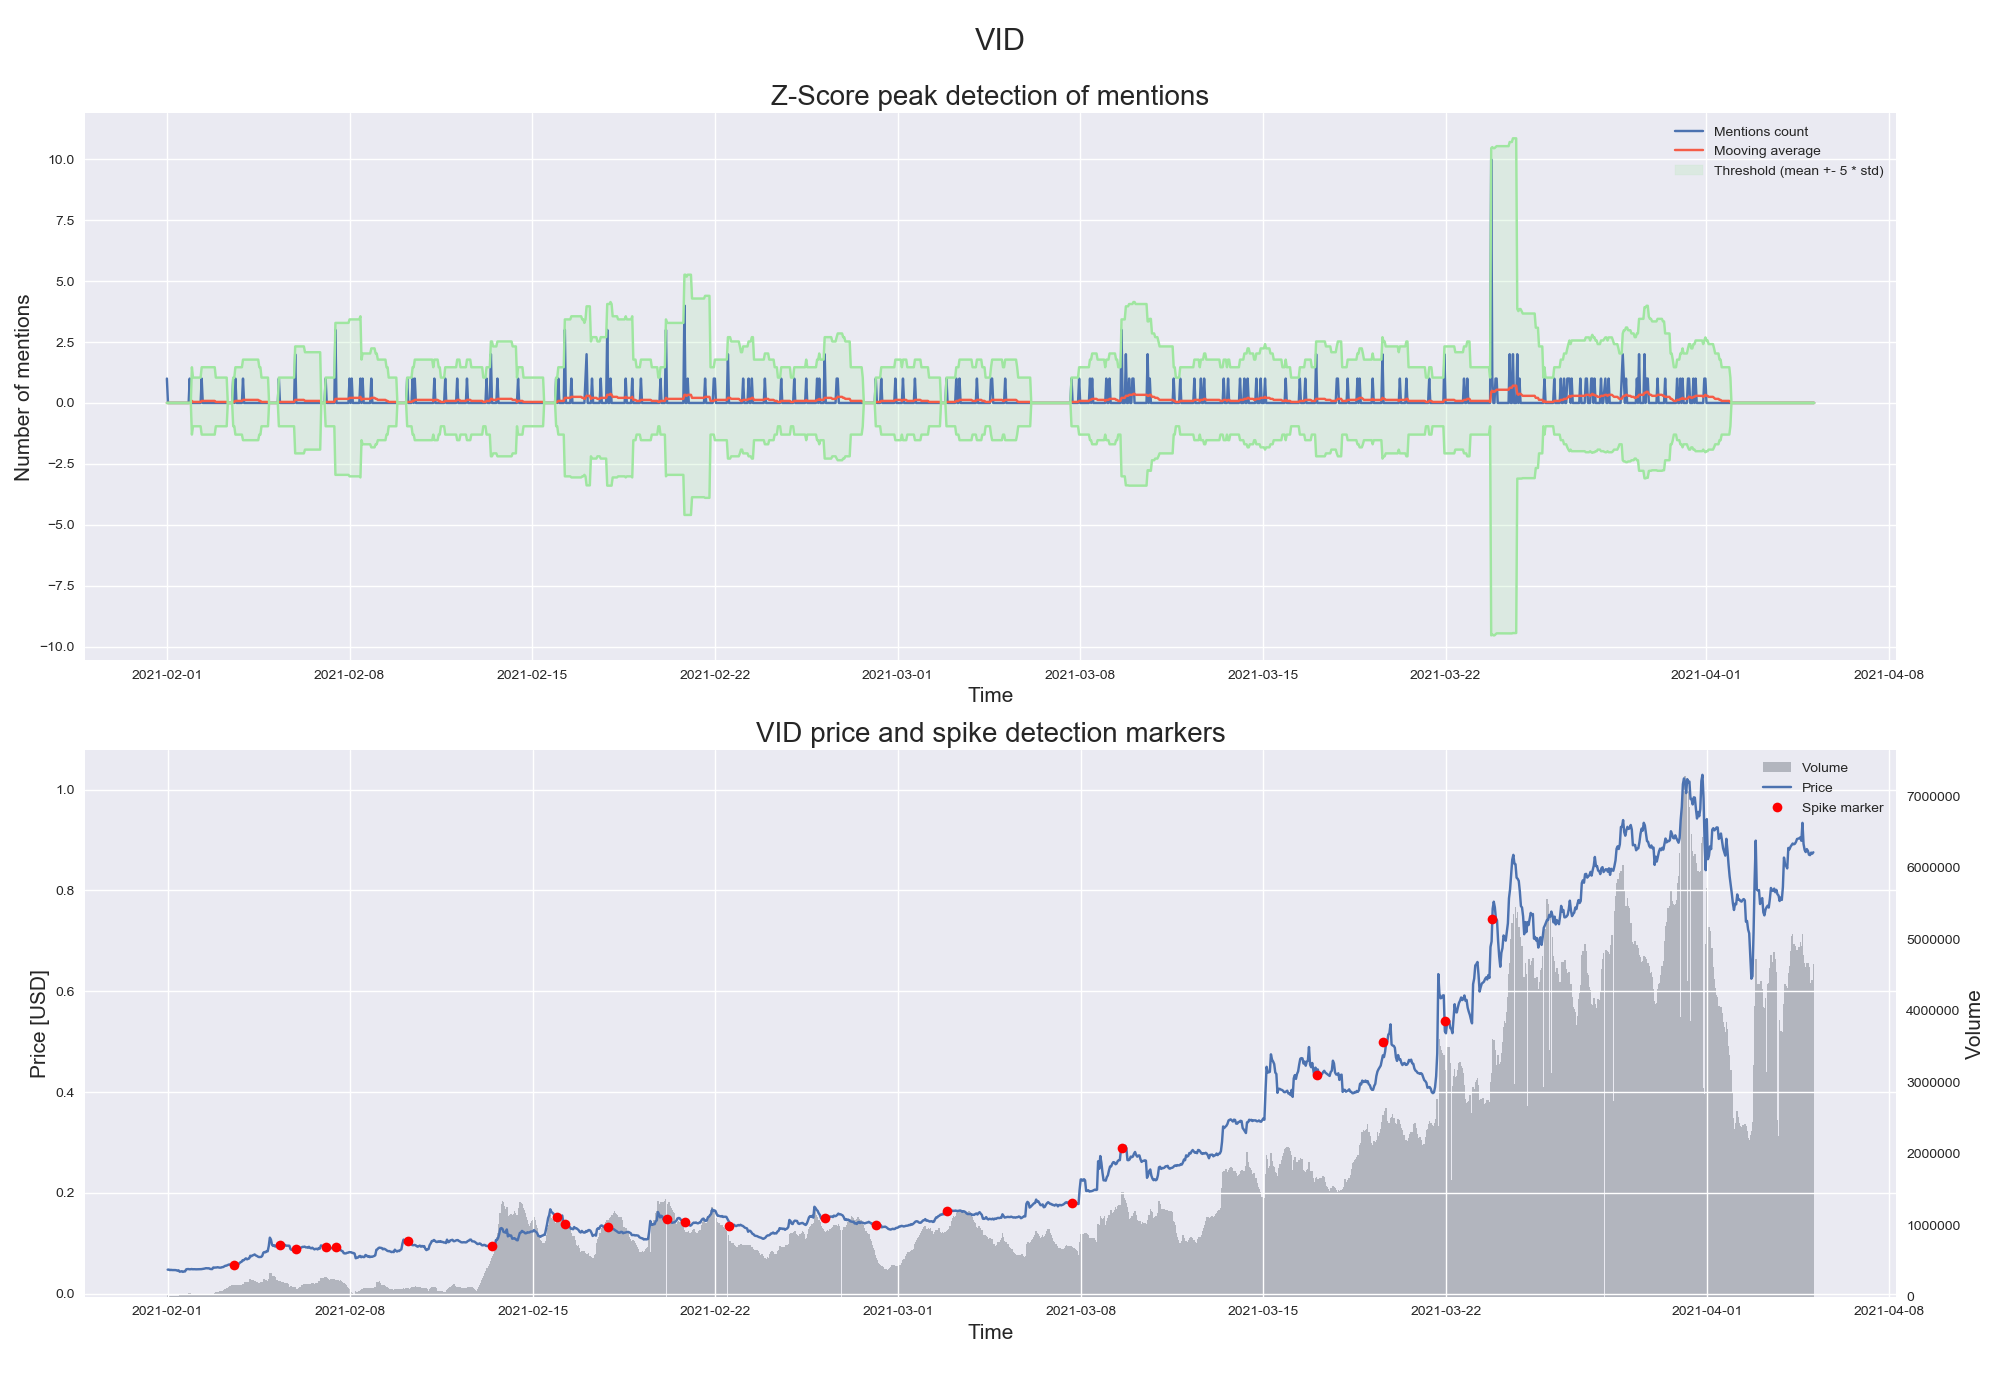 VID
Z-Score peak detection of mentions
Mentions count
Mooving average
Threshold (mean +- 5 * std)
Number of mentions
10.0
7.5
5.0
2.5
0.0
−2.5
−5.0
−7.5
−10.0
2021-02-01 2021-02-08 2021-02-15 2021-02-22 2021-03-01 2021-03-08 2021-03-15 2021-03-22 2021-04-01 2021-04-08
Time
VID price and spike detection markers
Volume
Price
Spike marker
Price [USD]
1.0
0.8
0.6
0.4
0.2
0.0
7000000
6000000
5000000
4000000
3000000
2000000
1000000
0
Volume
2021-02-01 2021-02-08 2021-02-15 2021-02-22 2021-03-01 2021-03-08 2021-03-15 2021-03-22 2021-04-01 2021-04-08
Time